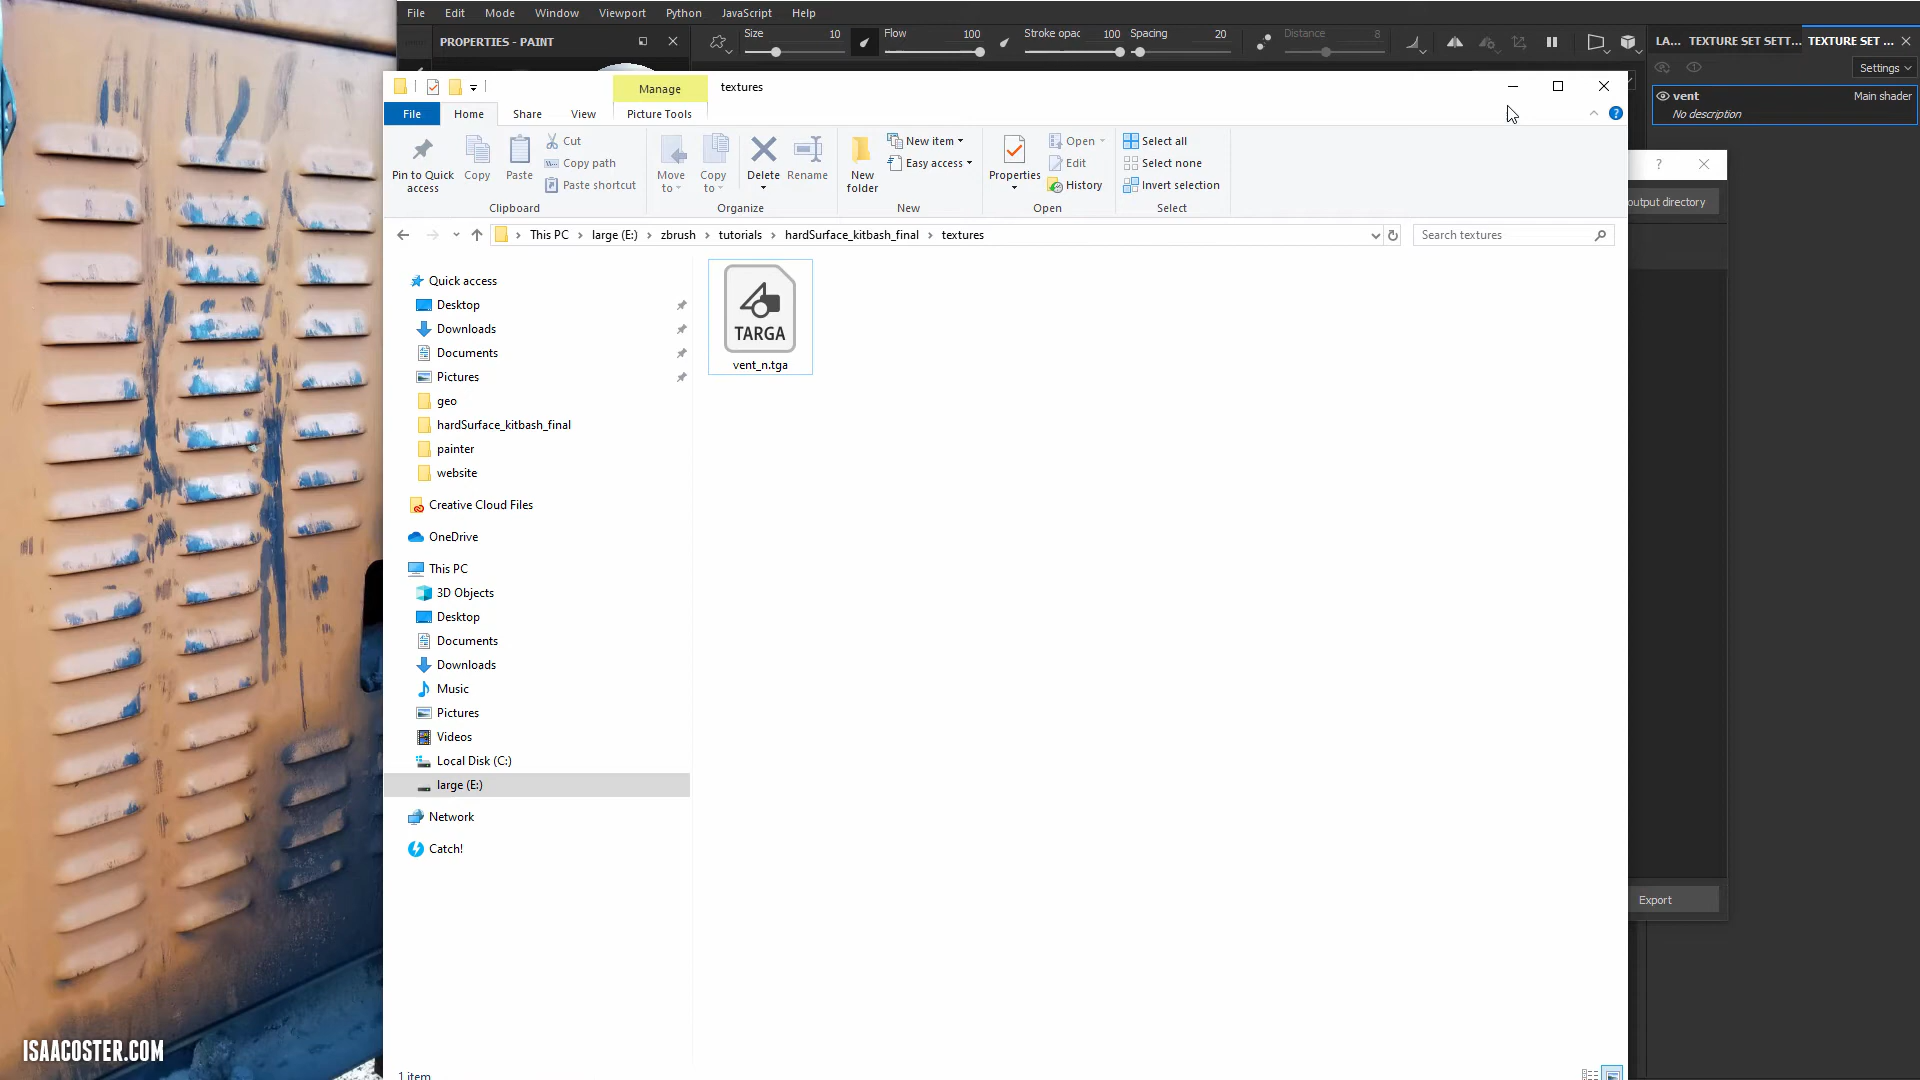 File Edit Mode Window Viewport Python JavaScript Help
PROPERTIES - PAINT
Size 10 Flow 100 Stroke opac 100 Spacing 20 Distance 8
LA... TEXTURE SET SETT... TEXTURE SET ...
Settings
vent Main shader
No description
Manage textures
File Home Share View Picture Tools
Pin to Quick access
Copy
Paste
Cut
Copy path
Paste shortcut
Clipboard
Move to
Copy to
Delete
Rename
Organize
New folder
New item
Easy access
New
Properties
Open
Edit
History
Open
Select all
Select none
Invert selection
Select
output directory
This PC > large (E:) > zbrush > tutorials > hardSurface_kitbash_final > textures
Search textures
Quick access
Desktop
Downloads
Documents
Pictures
geo
hardSurface_kitbash_final
painter
website
Creative Cloud Files
OneDrive
This PC
3D Objects
Desktop
Documents
Downloads
Music
Pictures
Videos
Local Disk (C:)
large (E:)
Network
Catch!
TARGA
vent_n.tga
Export
1 item
ISAACOSTER.COM